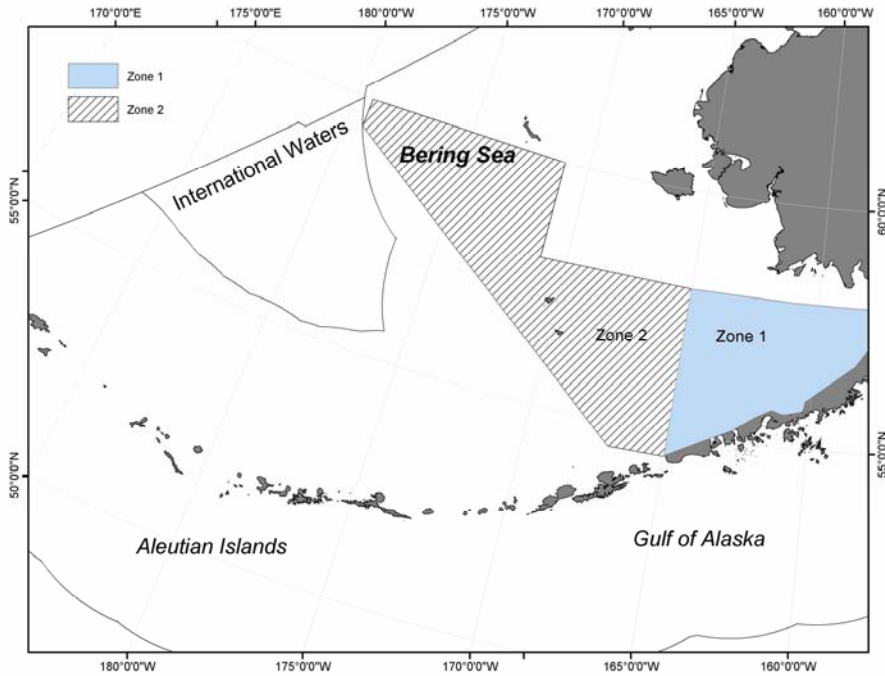 170°0'0"E 175°0'0"E 180°0'0"W 175°0'0"W 170°0'0"W 165°0'0"W 160°0'0"W
Zone 1
Zone 2
International Waters
Bering Sea
55°0'0"N
60°0'0"N
Zone 2
Zone 1
50°0'0"N
55°0'0"N
Aleutian Islands
Gulf of Alaska
180°0'0"W 175°0'0"W 170°0'0"W 165°0'0"W 160°0'0"W